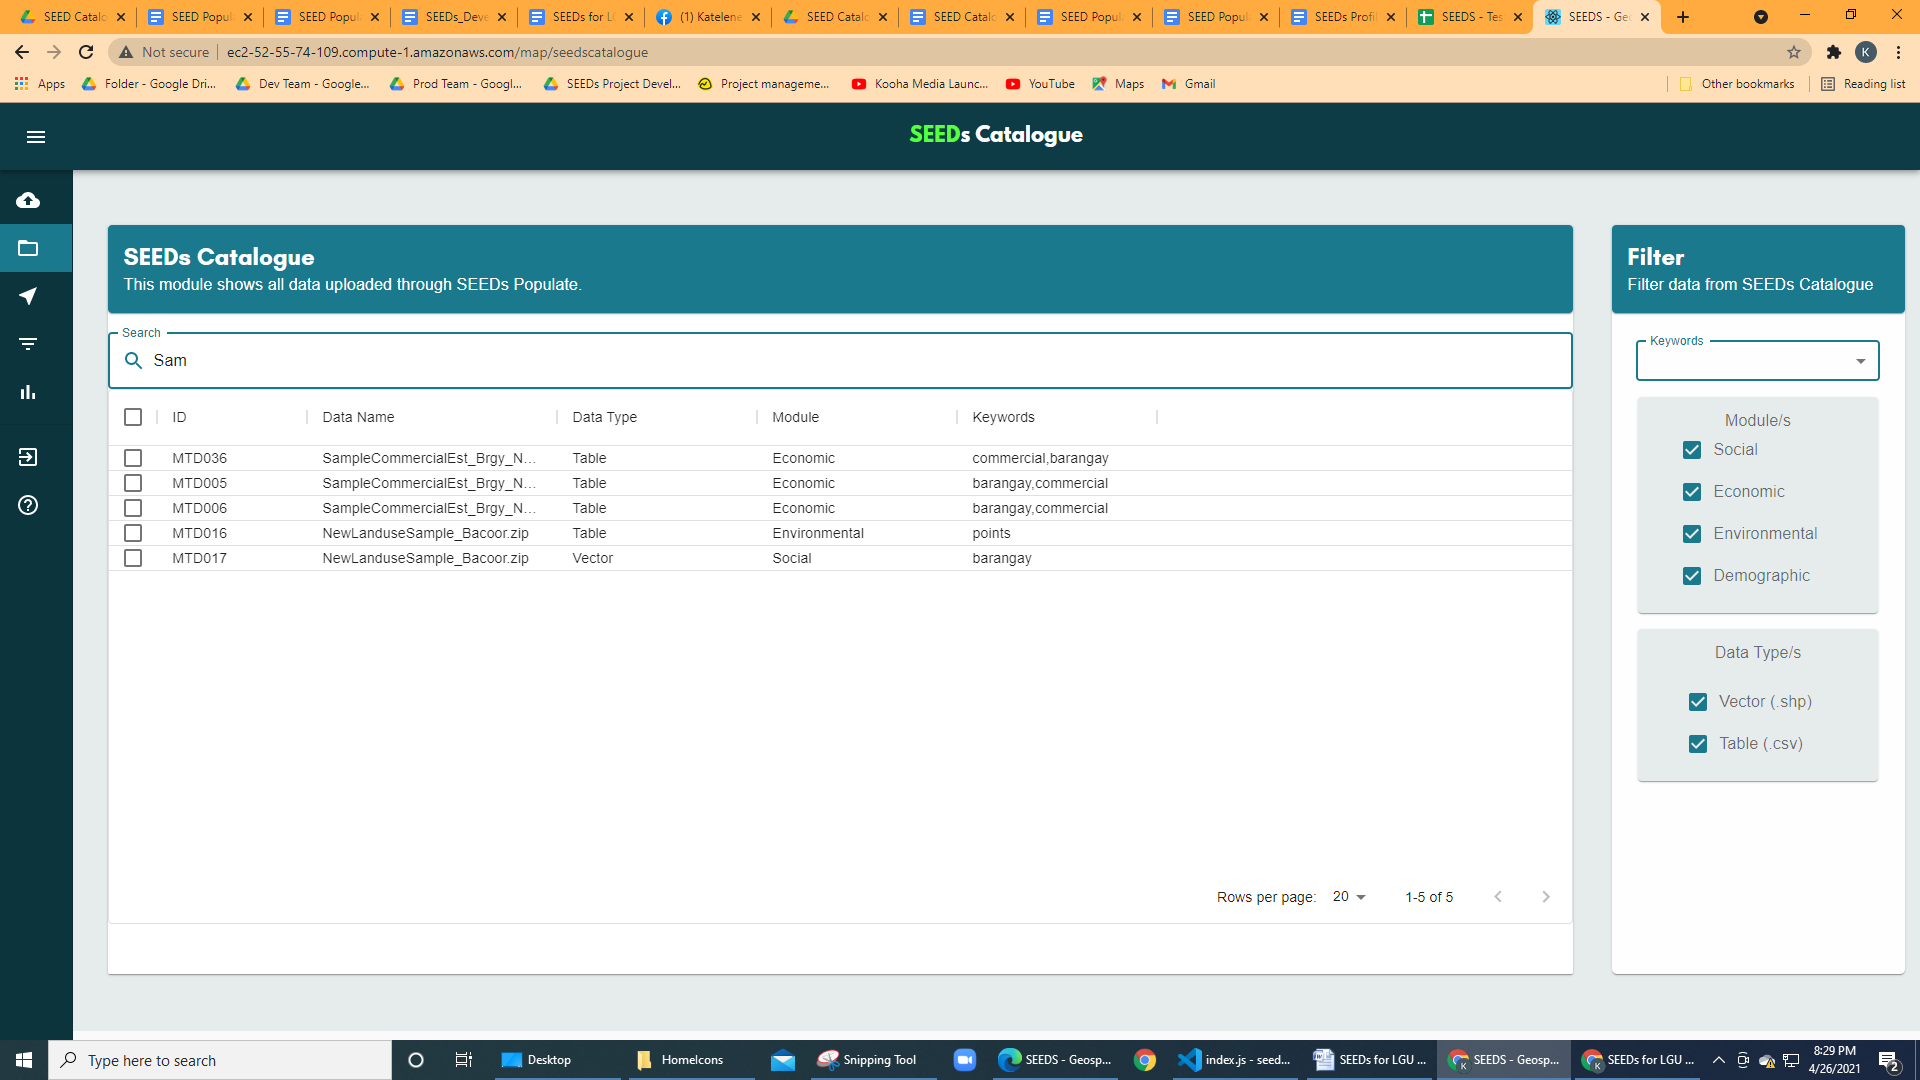 SEED Catalo
SEED Popula
SEED Popula
SEEDs_Deve
SEEDs for L
(1) Katelene
SEED Catalo
SEED Catalo
SEED Popula
SEED Popula
SEEDs Profil
SEEDS - Tes
SEEDS - Geo
Not secure
ec2-52-55-74-109.compute-1.amazonaws.com/map/seedscatalogue
K
Apps
Folder - Google Dri...
Dev Team - Google...
Prod Team - Googl...
SEEDs Project Devel...
Project manageme...
Kooha Media Launc...
YouTube
Maps
Gmail
Other bookmarks
Reading list
SEEDs Catalogue
SEEDs Catalogue
This module shows all data uploaded through SEEDs Populate.
Search
Sam
ID Data Name Data Type Module Keywords
MTD036 SampleCommercialEst_Brgy_N... Table Economic commercial,barangay
MTD005 SampleCommercialEst_Brgy_N... Table Economic barangay,commercial
MTD006 SampleCommercialEst_Brgy_N... Table Economic barangay,commercial
MTD016 NewLanduseSample_Bacoor.zip Table Environmental points
MTD017 NewLanduseSample_Bacoor.zip Vector Social barangay
Rows per page: 20 1-5 of 5
Filter
Filter data from SEEDs Catalogue
Keywords
Module/s
Social
Economic
Environmental
Demographic
Data Type/s
Vector (.shp)
Table (.csv)
Type here to search
Desktop
HomeIcons
Snipping Tool
SEEDS - Geosp...
index.js - seed...
SEEDs for LGU ...
SEEDS - Geosp...
SEEDs for LGU ...
8:29 PM
4/26/2021
2